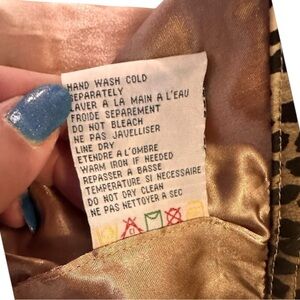 HAND WASH COLD
SEPARATELY
LAVER A LA MAIN A L'EAU
FROIDE SEPAREMENT
DO NOT BLEACH
NE PAS JAVELLISER
LINE DRY
ETENDRE A L'OMBRE
WARM IRON IF NEEDED
REPASSER A BASSE
TEMPERATURE SI NECESSAIRE
DO NOT DRY CLEAN
NE PAS NETTOYER A SEC